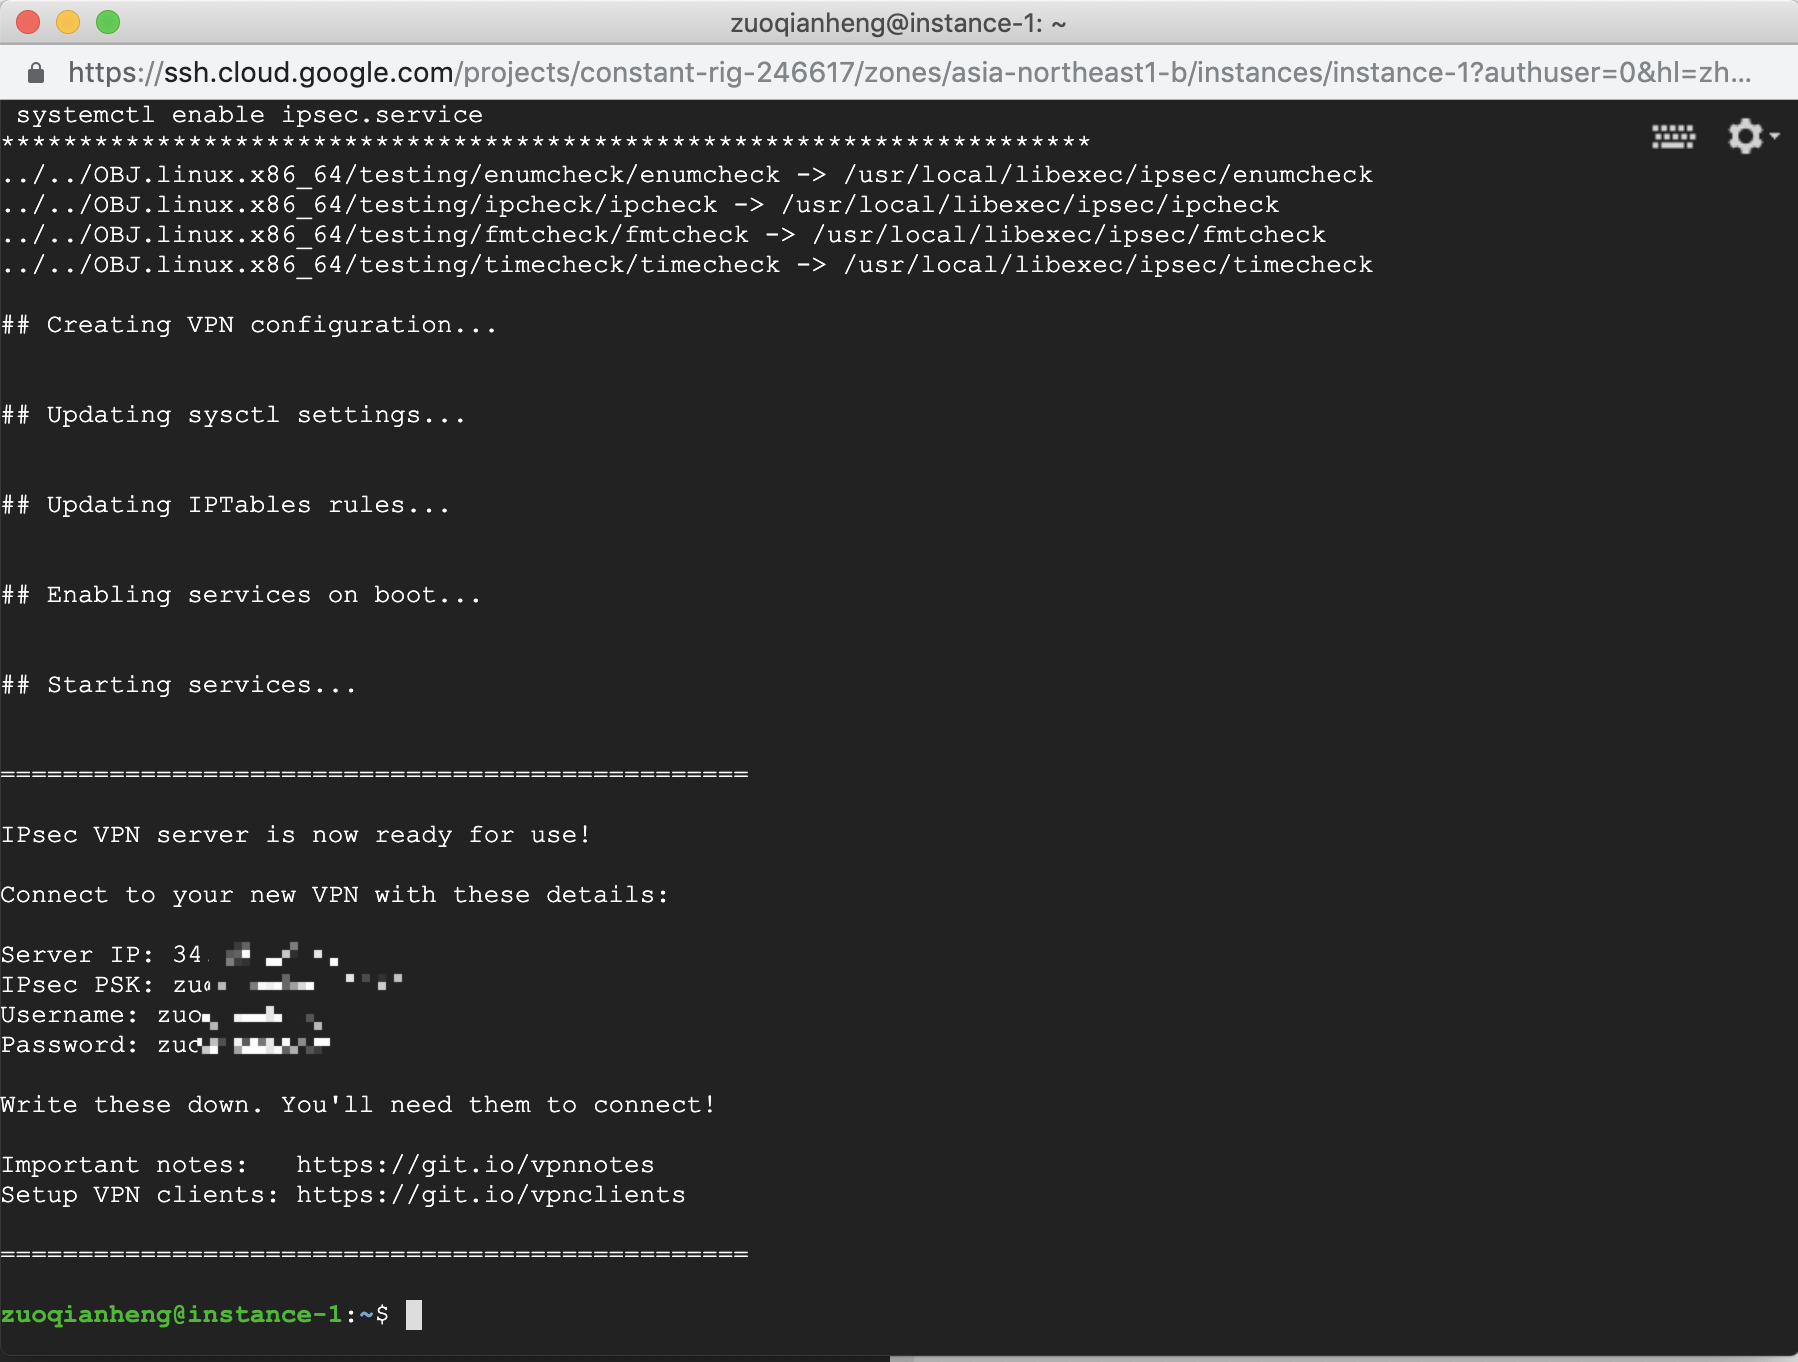 zuoqianheng@instance-1: ~
https://ssh.cloud.google.com/projects/constant-rig-246617/zones/asia-northeast1-b/instances/instance-1?authuser=0&hl=zh...
systemctl enable ipsec.service
**********************************************************************
../../OBJ.linux.x86_64/testing/enumcheck/enumcheck -> /usr/local/libexec/ipsec/enumcheck
../../OBJ.linux.x86_64/testing/ipcheck/ipcheck -> /usr/local/libexec/ipsec/ipcheck
../../OBJ.linux.x86_64/testing/fmtcheck/fmtcheck -> /usr/local/libexec/ipsec/fmtcheck
../../OBJ.linux.x86_64/testing/timecheck/timecheck -> /usr/local/libexec/ipsec/timecheck
## Creating VPN configuration...
## Updating sysctl settings...
## Updating IPTables rules...
## Enabling services on boot...
## Starting services...
================================================
IPsec VPN server is now ready for use!
Connect to your new VPN with these details:
Server IP: 34.
IPsec PSK: zu
Username: zuo
Password: zu
Write these down. You'll need them to connect!
Important notes:   https://git.io/vpnnotes
Setup VPN clients: https://git.io/vpnclients
================================================
zuoqianheng@instance-1:~$